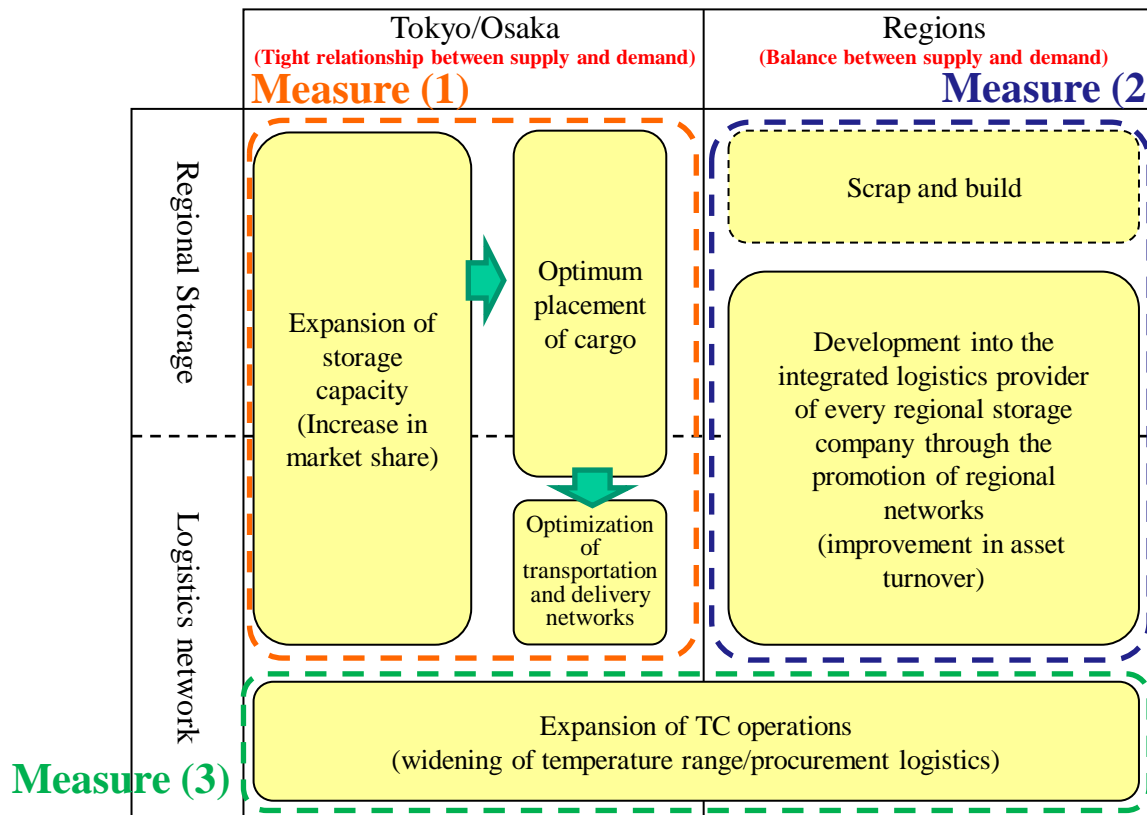 Tokyo/Osaka
(Tight relationship between supply and demand)
Regions
(Balance between supply and demand)
Measure (1)
Measure (2
Regional Storage
Expansion of
storage
capacity
(Increase in
market share)
Optimum
placement
of cargo
Scrap and build
Development into the
integrated logistics provider
of every regional storage
company through the
promotion of regional
networks
(improvement in asset
turnover)
Logistics network
Optimization
of
transportation
and delivery
networks
Expansion of TC operations
(widening of temperature range/procurement logistics)
Measure (3)